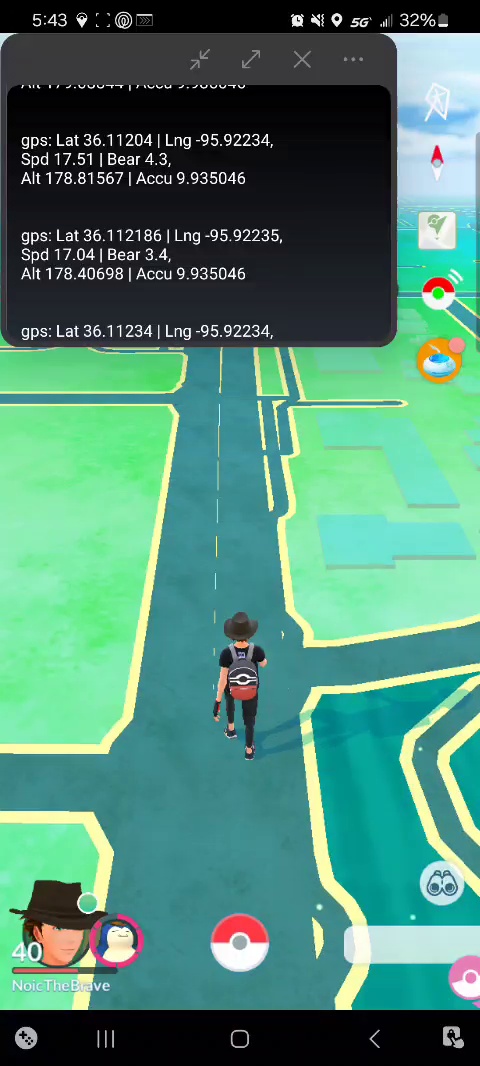 5:43
5G
32%
gps: Lat 36.11204 | Lng -95.92234,
Spd 17.51 | Bear 4.3,
Alt 178.81567 | Accu 9.935046
gps: Lat 36.112186 | Lng -95.92235,
Spd 17.04 | Bear 3.4,
Alt 178.40698 | Accu 9.935046
gps: Lat 36.11234 | Lng -95.92234,
40
NoicTheBrave